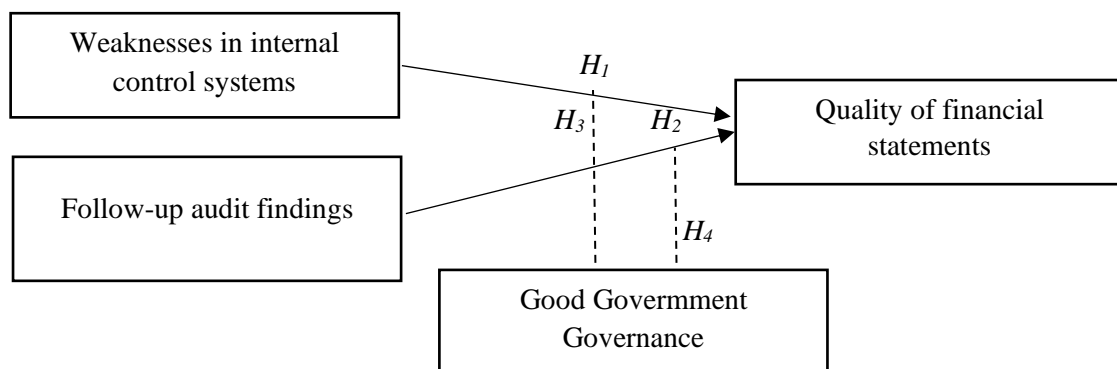 Weaknesses in internal
control systems
H1
H3
H2
Quality of financial
statements
Follow-up audit findings
H4
Good Govermment
Governance